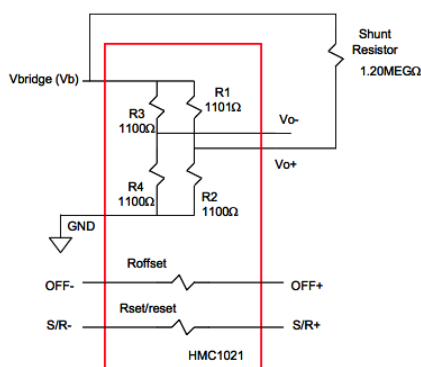 Shunt
Resistor
1.20MEGΩ
Vbridge (Vb)
R3
1100Ω
R1
1101Ω
Vo-
Vo+
R4
1100Ω
R2
1100Ω
GND
Roffset
OFF-
OFF+
Rset/reset
S/R-
S/R+
HMC1021